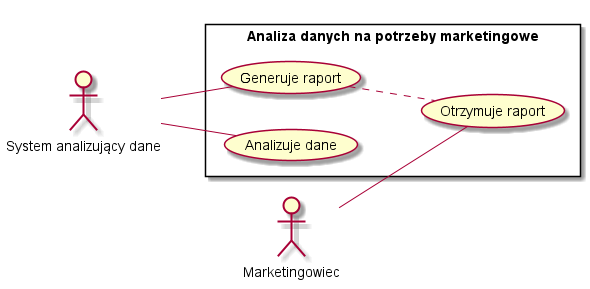 Analiza danych na potrzeby marketingowe
Generuje raport
Otrzymuje raport
System analizujący dane
Analizuje dane
Marketingowiec